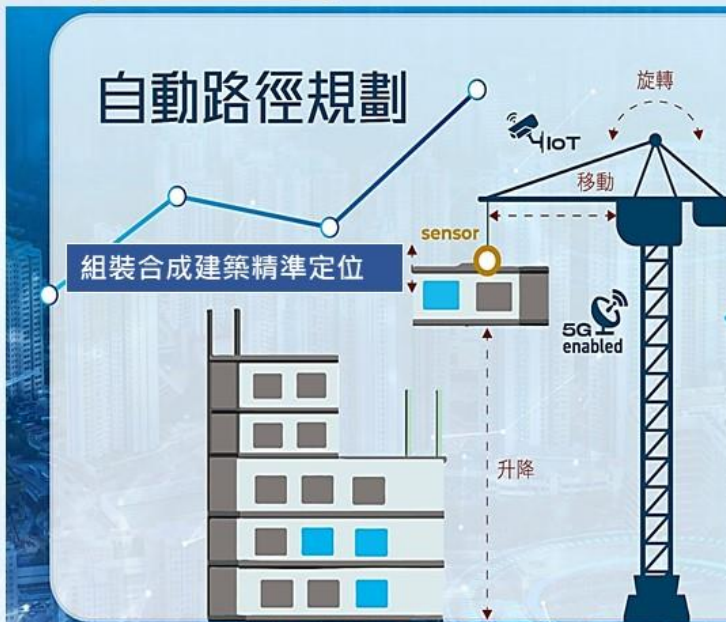 自動路徑規劃
旋轉
IoT
移動
sensor
組裝合成建築精準定位
5G
enabled
升降